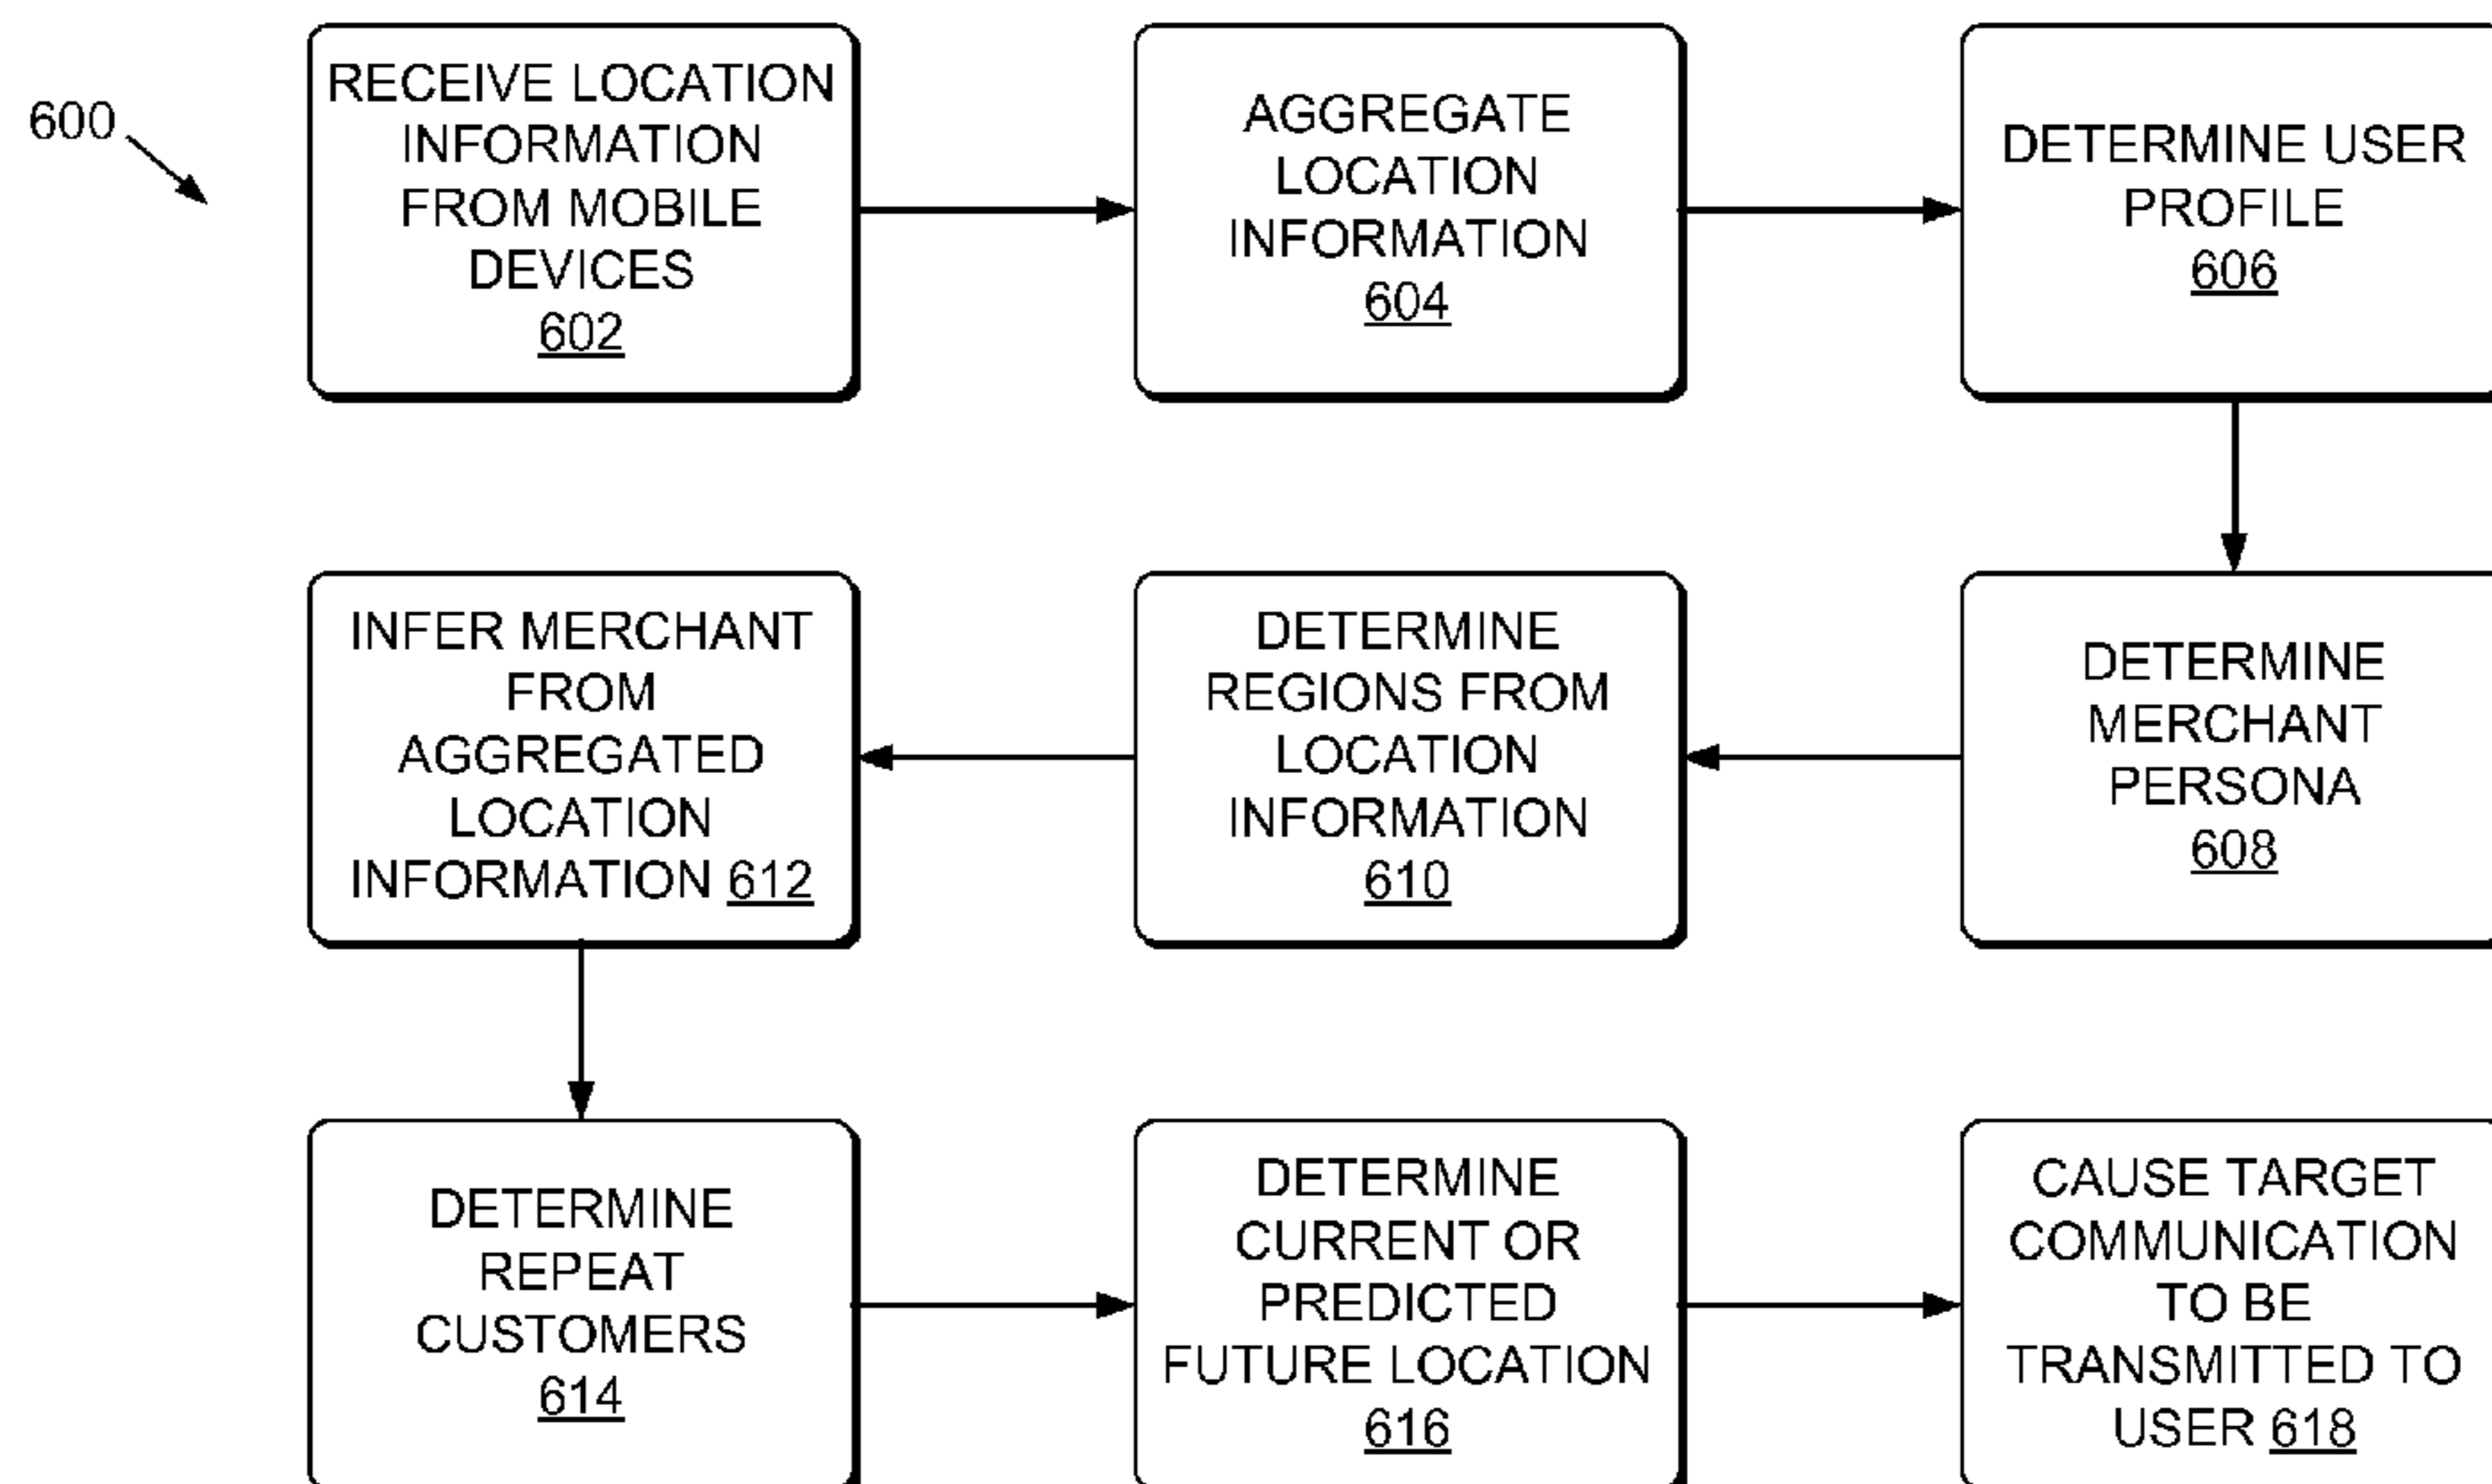 600
RECEIVE LOCATION
INFORMATION
FROM MOBILE
DEVICES
602
AGGREGATE
LOCATION
INFORMATION
604
DETERMINE USER
PROFILE
606
DETERMINE
MERCHANT
PERSONA
608
DETERMINE
REGIONS FROM
LOCATION
INFORMATION
610
INFER MERCHANT
FROM
AGGREGATED
LOCATION
INFORMATION 612
DETERMINE
REPEAT
CUSTOMERS
614
DETERMINE
CURRENT OR
PREDICTED
FUTURE LOCATION
616
CAUSE TARGET
COMMUNICATION
TO BE
TRANSMITTED TO
USER 618